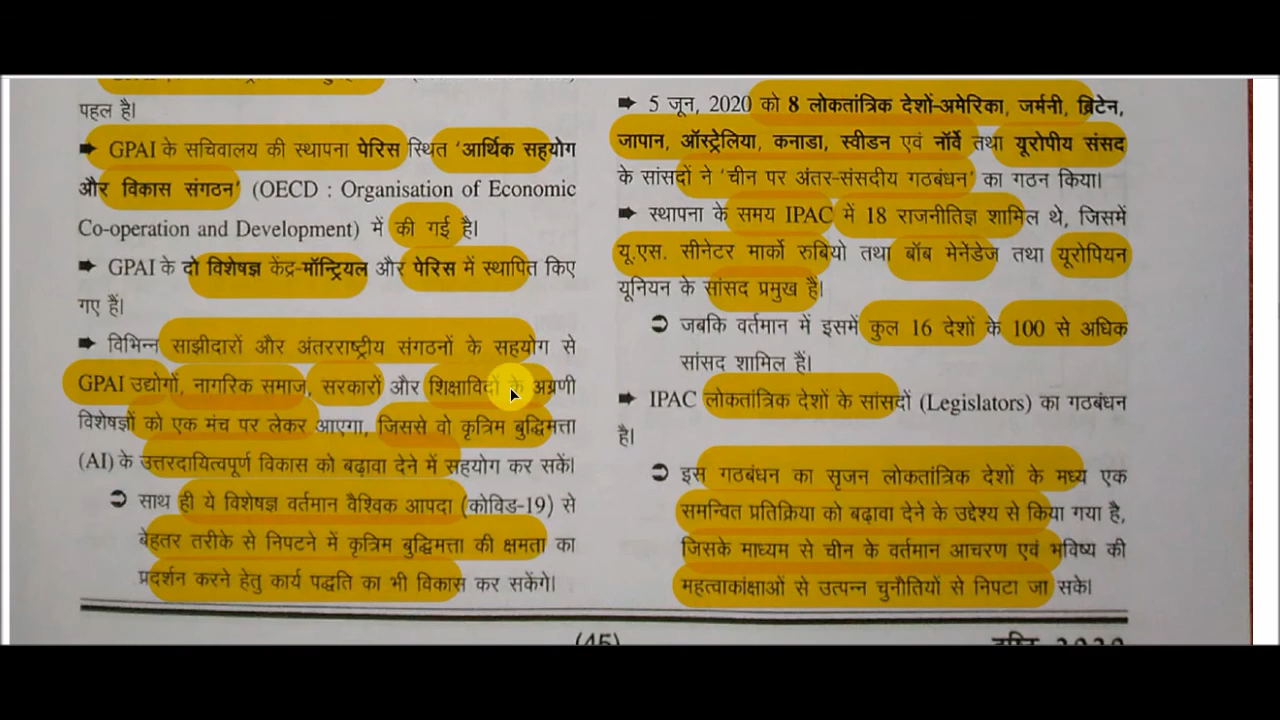 पहल है।
➡ GPAI के सचिवालय की स्थापना पेरिस स्थित 'आर्थिक सहयोग
और विकास संगठन' (OECD : Organisation of Economic
Co-operation and Development) में की गई है।
➡ GPAI के दो विशेषज्ञ केंद्र-मॉन्ट्रियल और पेरिस में स्थापित किए
गए हैं।
➡ विभिन्न साझीदारों और अंतरराष्ट्रीय संगठनों के सहयोग से
GPAI उद्योगों, नागरिक समाज, सरकारों और शिक्षाविदों के अग्रणी
विशेषज्ञों को एक मंच पर लेकर आएगा, जिससे वो कृत्रिम बुद्धिमत्ता
(AI) के उत्तरदायित्वपूर्ण विकास को बढ़ावा देने में सहयोग कर सकें।
➲ साथ ही ये विशेषज्ञ वर्तमान वैश्विक आपदा (कोविड-19) से
बेहतर तरीके से निपटने में कृत्रिम बुद्धिमत्ता की क्षमता का
प्रदर्शन करने हेतु कार्य पद्धति का भी विकास कर सकेंगे।
➡ 5 जून, 2020 को 8 लोकतांत्रिक देशों-अमेरिका, जर्मनी, ब्रिटेन,
जापान, ऑस्ट्रेलिया, कनाडा, स्वीडन एवं नॉर्वे तथा यूरोपीय संसद
के सांसदों ने 'चीन पर अंतर-संसदीय गठबंधन' का गठन किया।
➡ स्थापना के समय IPAC में 18 राजनीतिज्ञ शामिल थे, जिसमें
यू.एस. सीनेटर मार्को रुबियो तथा बॉब मेनेंडेज तथा यूरोपियन
यूनियन के सांसद प्रमुख हैं।
➲ जबकि वर्तमान में इसमें कुल 16 देशों के 100 से अधिक
सांसद शामिल हैं।
➡ IPAC लोकतांत्रिक देशों के सांसदों (Legislators) का गठबंधन
है।
➲ इस गठबंधन का सृजन लोकतांत्रिक देशों के मध्य एक
समन्वित प्रतिक्रिया को बढ़ावा देने के उद्देश्य से किया गया है,
जिसके माध्यम से चीन के वर्तमान आचरण एवं भविष्य की
महत्वाकांक्षाओं से उत्पन्न चुनौतियों से निपटा जा सके।
(45)